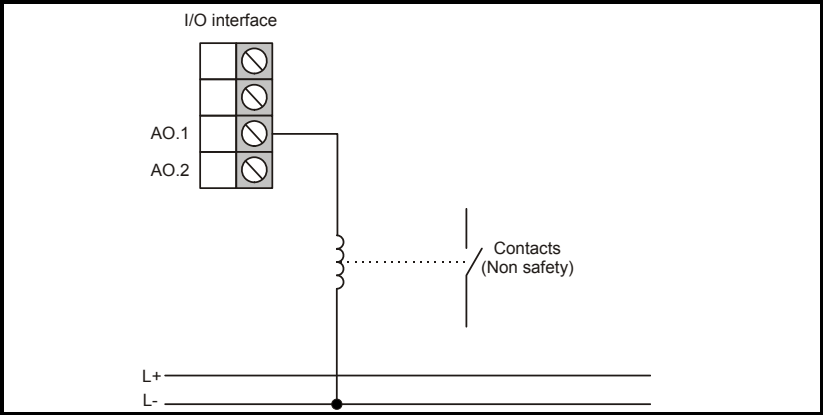 I/O interface
AO.1
AO.2
Contacts
(Non safety)
L+
L-